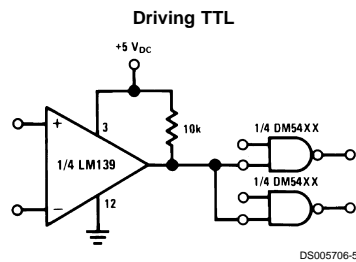 Driving TTL
+5 VDC
+
3
10k
1/4 DM54XX
1/4 LM139
1/4 DM54XX
−
12
DS005706-5